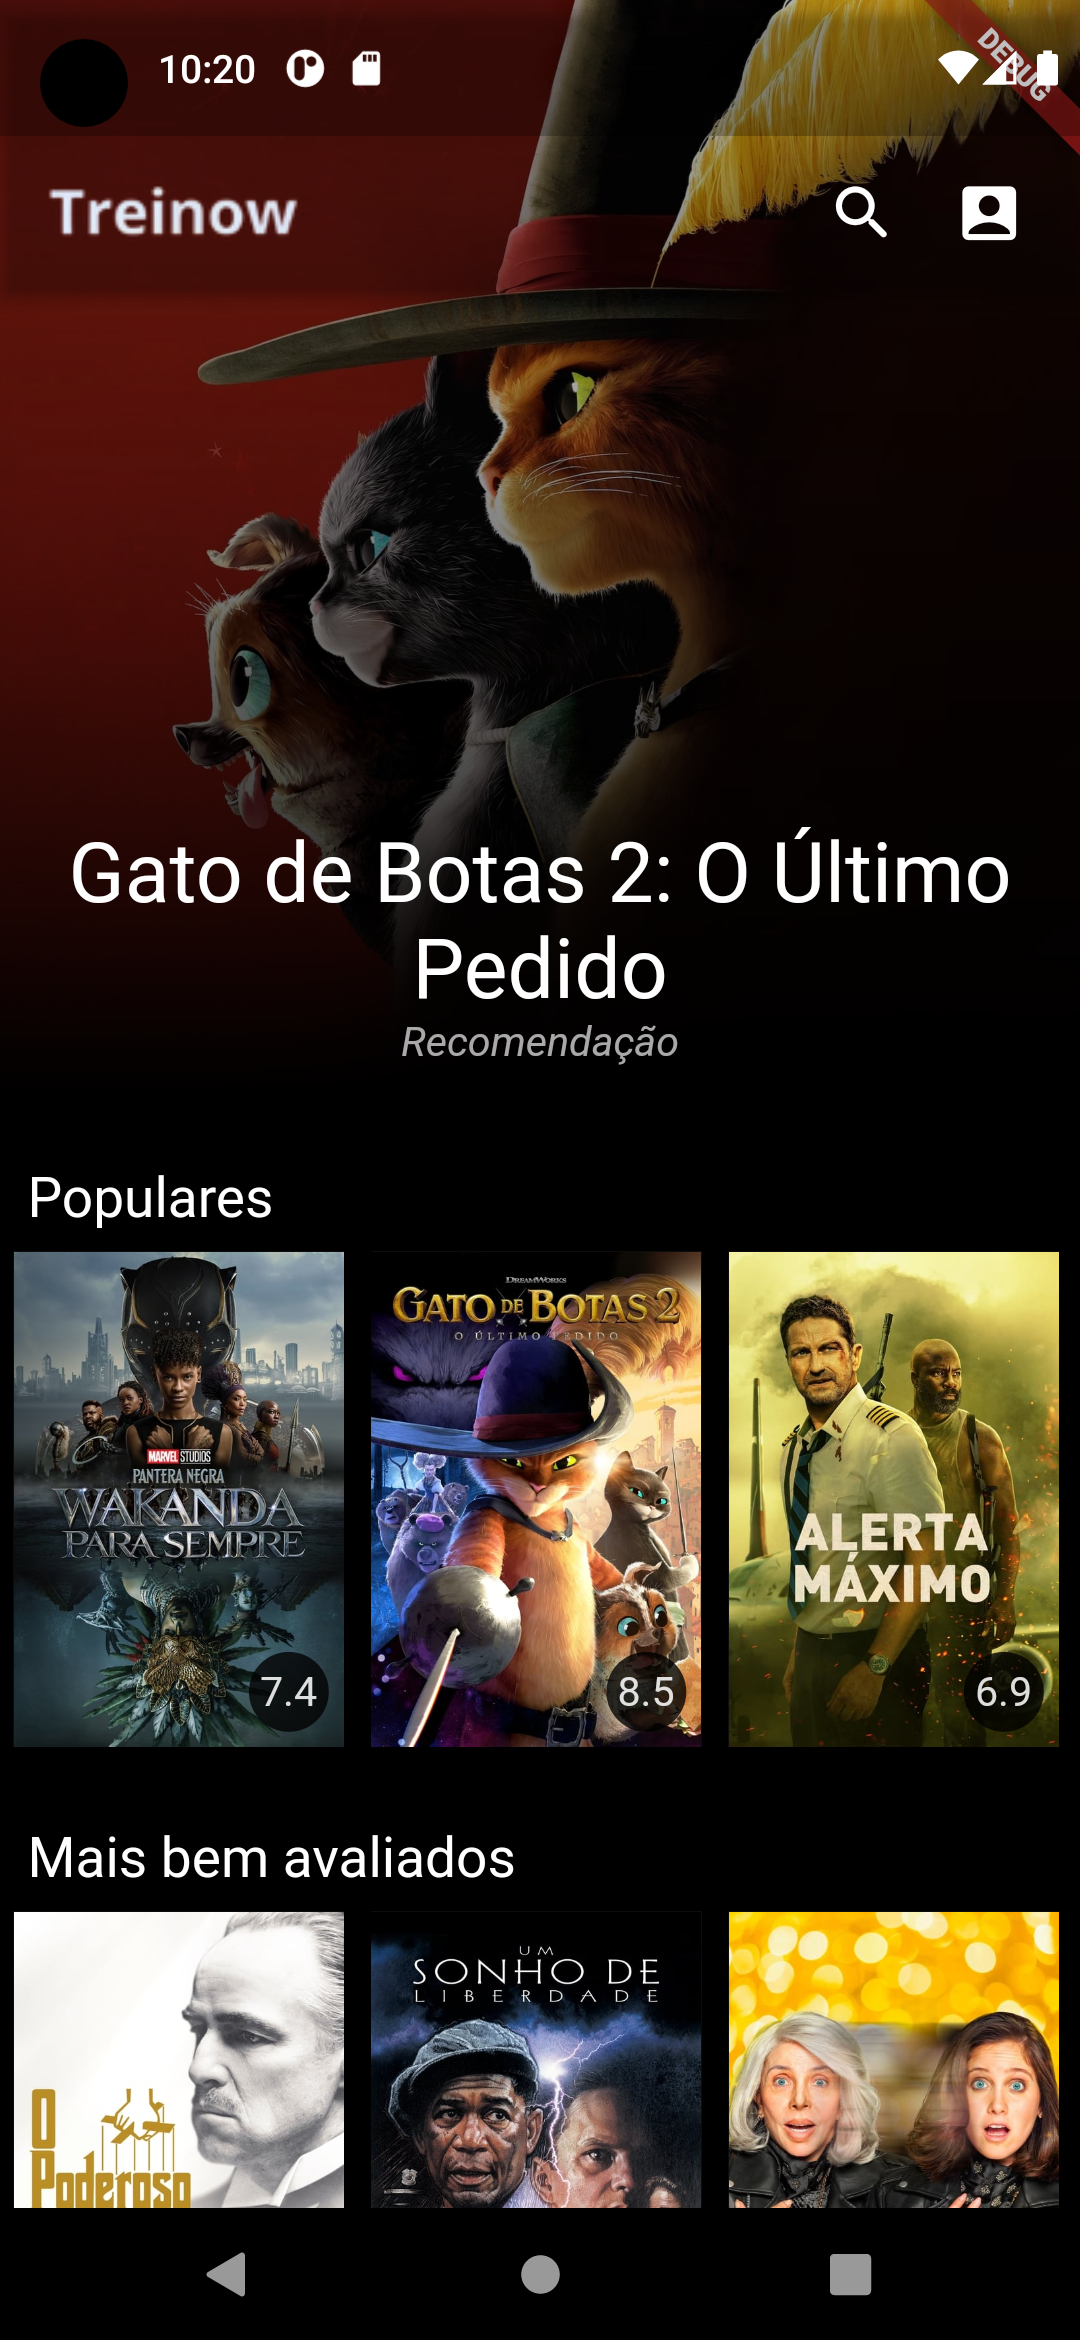 10:20
DEBUG
Treinow
Gato de Botas 2: O Último
Pedido
Recomendação
Populares
MARVEL STUDIOS
PANTERA NEGRA
WAKANDA
PARA SEMPRE
7.4
DREAMWORKS
GATO DE BOTAS 2
O ÚLTIMO PEDIDO
8.5
ALERTA
MÁXIMO
6.9
Mais bem avaliados
O
Poderoso
UM
SONHO DE
LIBERDADE